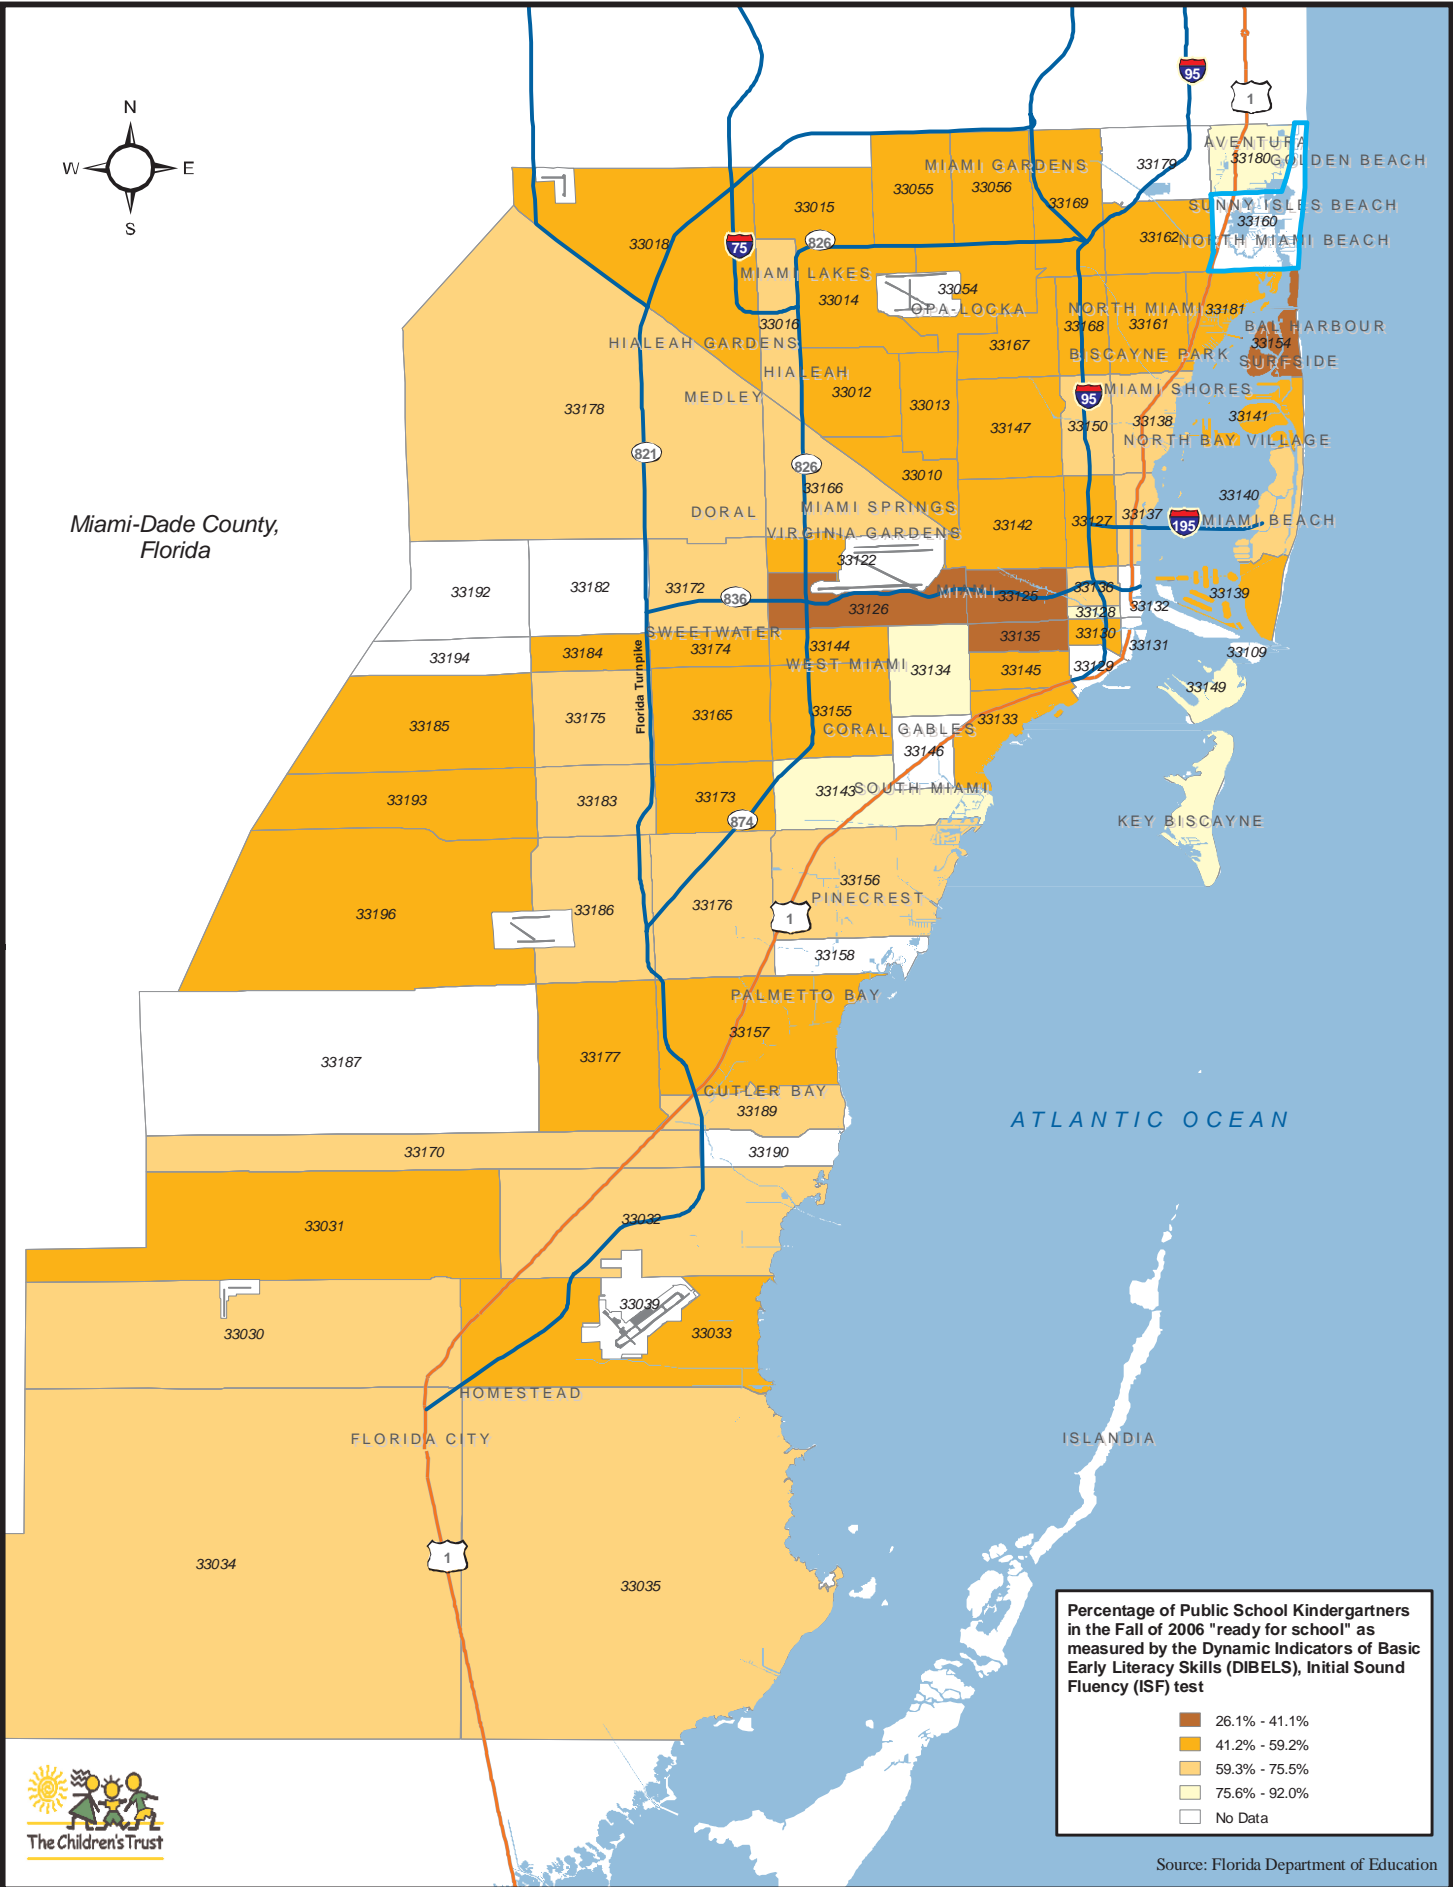 95
1
N
W
E
S
AVENTURA
33179
33180
GOLDEN BEACH
MIAMI GARDENS
33055
33056
33169
SUNNY ISLES BEACH
33015
33160
33018
75
826
33162
NORTH MIAMI BEACH
MIAMI LAKES
33054
33014
OPA-LOCKA
NORTH MIAMI
33181
33016
33168
33161
BAL HARBOUR
HIALEAH GARDENS
33167
33154
BISCAYNE PARK
SURFSIDE
HIALEAH
33012
MEDLEY
95
MIAMI SHORES
33178
33013
33141
33147
33150
33138
NORTH BAY VILLAGE
821
826
33010
33166
33140
DORAL
MIAMI SPRINGS
33142
33127
33137
195
MIAMI BEACH
Miami-Dade County,
Florida
VIRGINIA GARDENS
33122
33192
33182
33172
836
MIAMI
33125
33136
33139
33126
33128
33132
SWEETWATER
33135
33130
33194
33184
33174
33144
33131
33109
WEST MIAMI
33134
33145
33129
33149
Florida Turnpike
33185
33175
33165
33155
33133
CORAL GABLES
33146
33193
33183
33173
33143
SOUTH MIAMI
874
KEY BISCAYNE
33156
33196
33186
33176
1
PINECREST
33158
PALMETTO BAY
33157
33187
33177
CUTLER BAY
33189
ATLANTIC OCEAN
33170
33190
33031
33032
33039
33030
33033
HOMESTEAD
FLORIDA CITY
ISLANDIA
33034
1
33035
Percentage of Public School Kindergartners
in the Fall of 2006 "ready for school" as
measured by the Dynamic Indicators of Basic
Early Literacy Skills (DIBELS), Initial Sound
Fluency (ISF) test
26.1% - 41.1%
41.2% - 59.2%
59.3% - 75.5%
75.6% - 92.0%
No Data
The Children's Trust
Source: Florida Department of Education